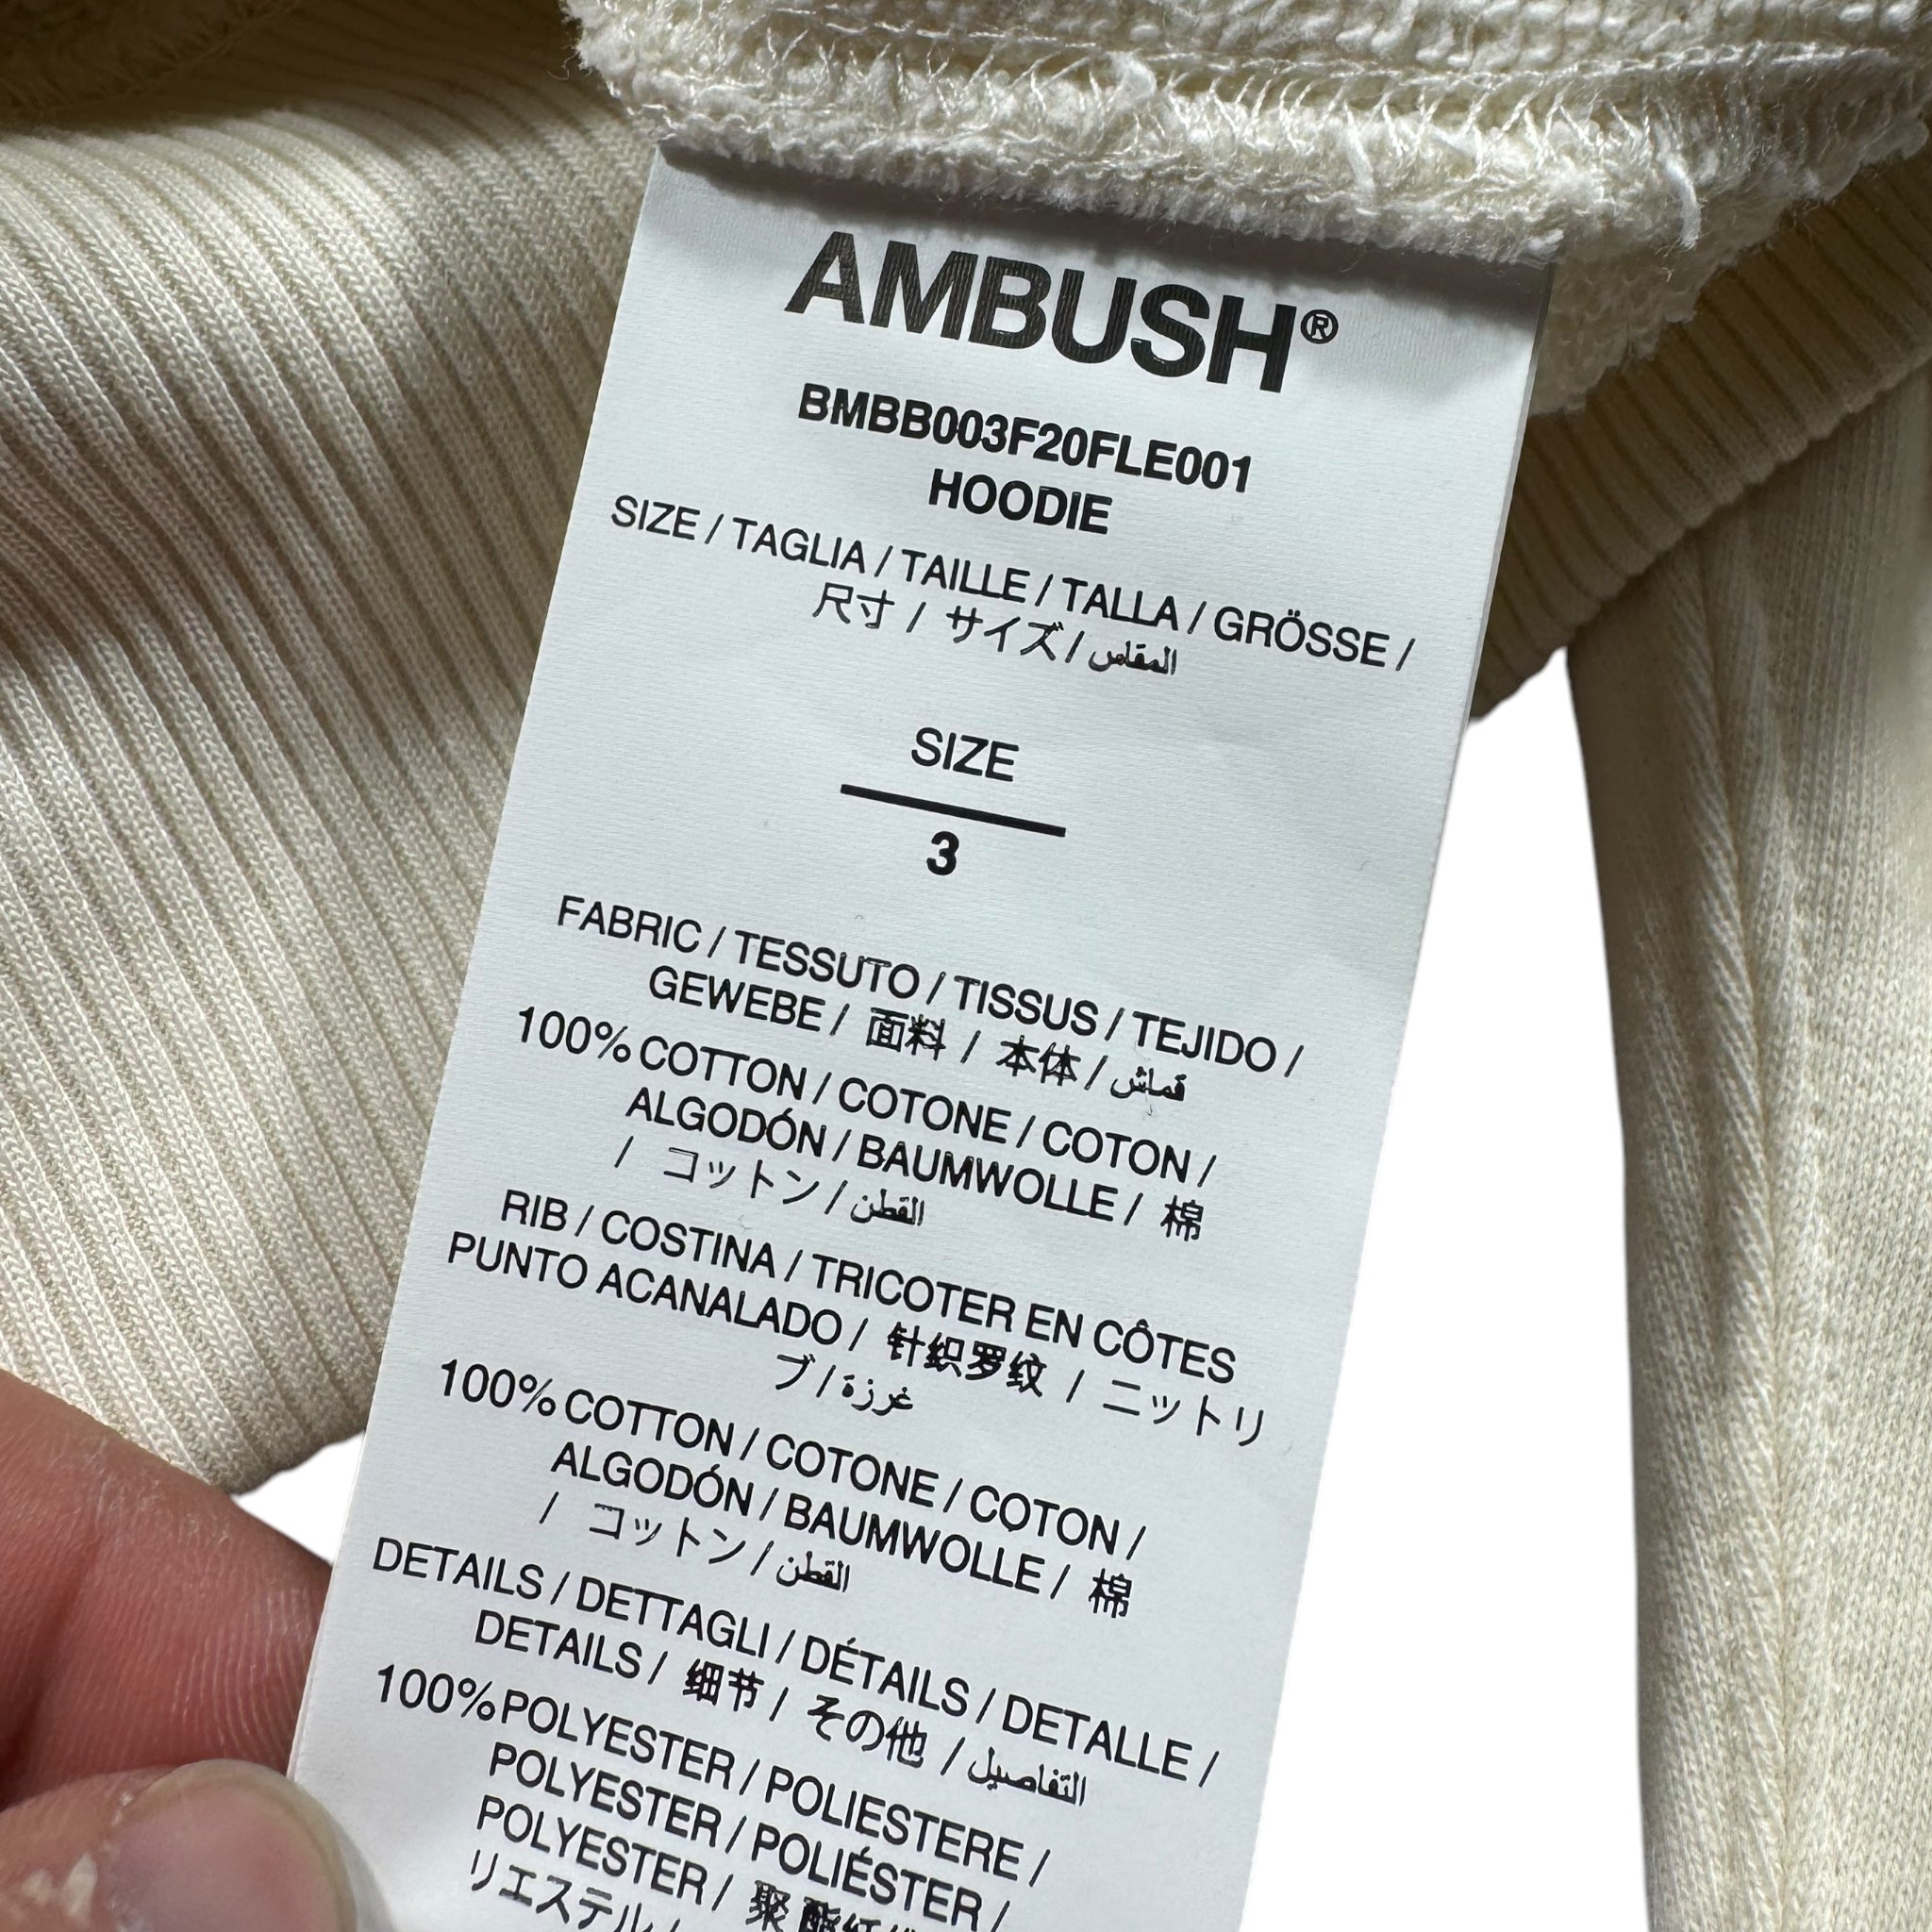 AMBUSH®
BMBB003F20FLE001
HOODIE
SIZE / TAGLIA / TAILLE / TALLA / GRÖSSE /
尺寸 / サイズ / المقاس
SIZE
3
FABRIC / TESSUTO / TISSUS / TEJIDO /
GEWEBE / 面料 / 本体 / قماش
100% COTTON / COTONE / COTON /
ALGODÓN / BAUMWOLLE / 棉
/ コットン / القطن
RIB / COSTINA / TRICOTER EN CÔTES
PUNTO ACANALADO / 针织罗纹 / ニットリ
ブ / غرزة
100% COTTON / COTONE / COTON /
ALGODÓN / BAUMWOLLE / 棉
/ コットン / القطن
DETAILS / DETTAGLI / DÉTAILS / DETALLE /
DETAILS / 细节 / その他 / التفاصيل
100% POLYESTER / POLIESTERE /
POLYESTER / POLIÉSTER /
POLYESTER / 聚酯纤
リエステル /